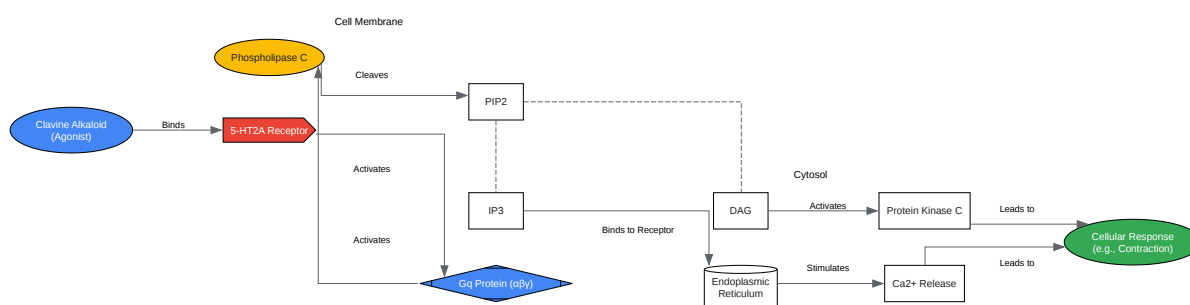 Cell Membrane
Phospholipase C
Cleaves
PIP2
Clavine Alkaloid
(Agonist)
Binds
5-HT2A Receptor
Activates
Cytosol
IP3
DAG
Activates
Protein Kinase C
Leads to
Binds to Receptor
Activates
Cellular Response
(e.g., Contraction)
Gq Protein (αβγ)
Endoplasmic
Reticulum
Stimulates
Ca2+ Release
Leads to